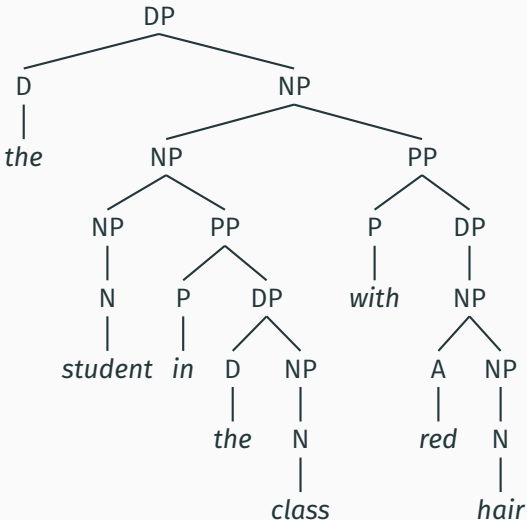 DP
D NP
the NP PP
NP PP P DP
N P DP with NP
student in D NP A NP
the N red N
class hair